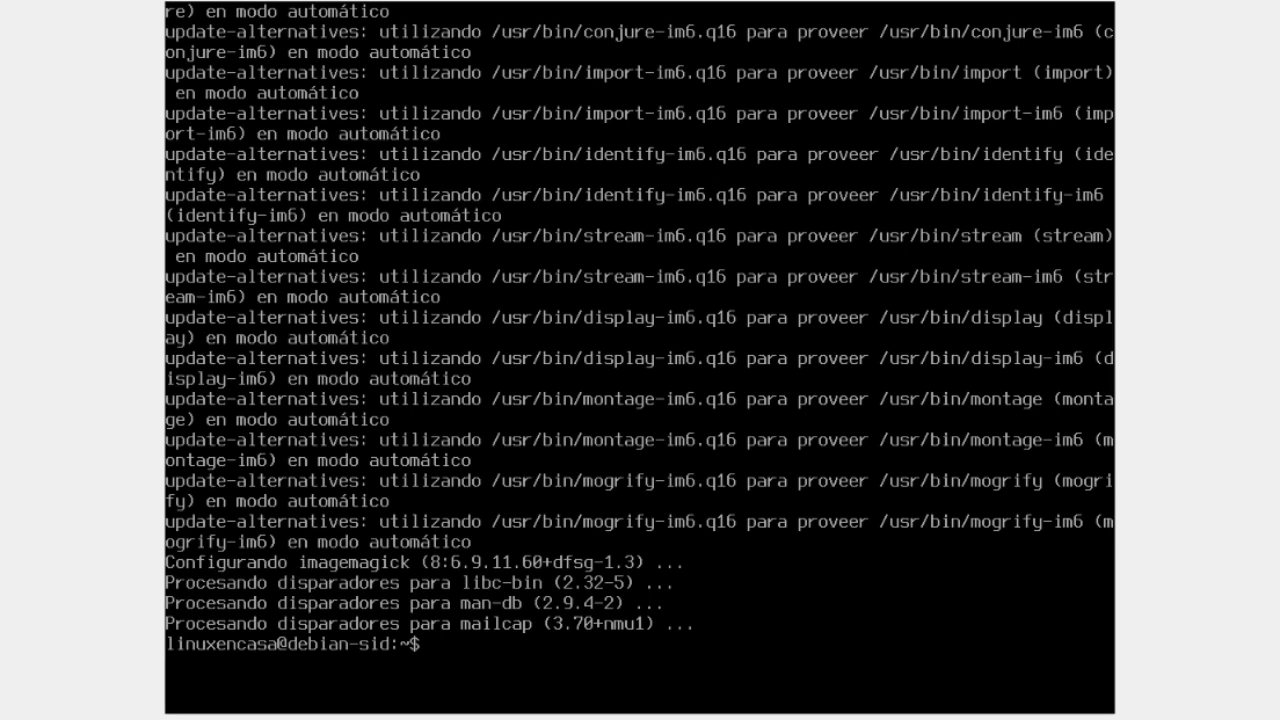 re) en modo automático
update-alternatives: utilizando /usr/bin/conjure-im6.q16 para proveer /usr/bin/conjure-im6 (c
onjure-im6) en modo automático
update-alternatives: utilizando /usr/bin/import-im6.q16 para proveer /usr/bin/import (import)
 en modo automático
update-alternatives: utilizando /usr/bin/import-im6.q16 para proveer /usr/bin/import-im6 (imp
ort-im6) en modo automático
update-alternatives: utilizando /usr/bin/identify-im6.q16 para proveer /usr/bin/identify (ide
ntify) en modo automático
update-alternatives: utilizando /usr/bin/identify-im6.q16 para proveer /usr/bin/identify-im6
(identify-im6) en modo automático
update-alternatives: utilizando /usr/bin/stream-im6.q16 para proveer /usr/bin/stream (stream)
 en modo automático
update-alternatives: utilizando /usr/bin/stream-im6.q16 para proveer /usr/bin/stream-im6 (str
eam-im6) en modo automático
update-alternatives: utilizando /usr/bin/display-im6.q16 para proveer /usr/bin/display (displ
ay) en modo automático
update-alternatives: utilizando /usr/bin/display-im6.q16 para proveer /usr/bin/display-im6 (d
isplay-im6) en modo automático
update-alternatives: utilizando /usr/bin/montage-im6.q16 para proveer /usr/bin/montage (monta
ge) en modo automático
update-alternatives: utilizando /usr/bin/montage-im6.q16 para proveer /usr/bin/montage-im6 (m
ontage-im6) en modo automático
update-alternatives: utilizando /usr/bin/mogrify-im6.q16 para proveer /usr/bin/mogrify (mogri
fy) en modo automático
update-alternatives: utilizando /usr/bin/mogrify-im6.q16 para proveer /usr/bin/mogrify-im6 (m
ogrify-im6) en modo automático
Configurando imagemagick (8:6.9.11.60+dfsg-1.3) ...
Procesando disparadores para libc-bin (2.32-5) ...
Procesando disparadores para man-db (2.9.4-2) ...
Procesando disparadores para mailcap (3.70+nmu1) ...
linuxencasa@debian-sid:~$